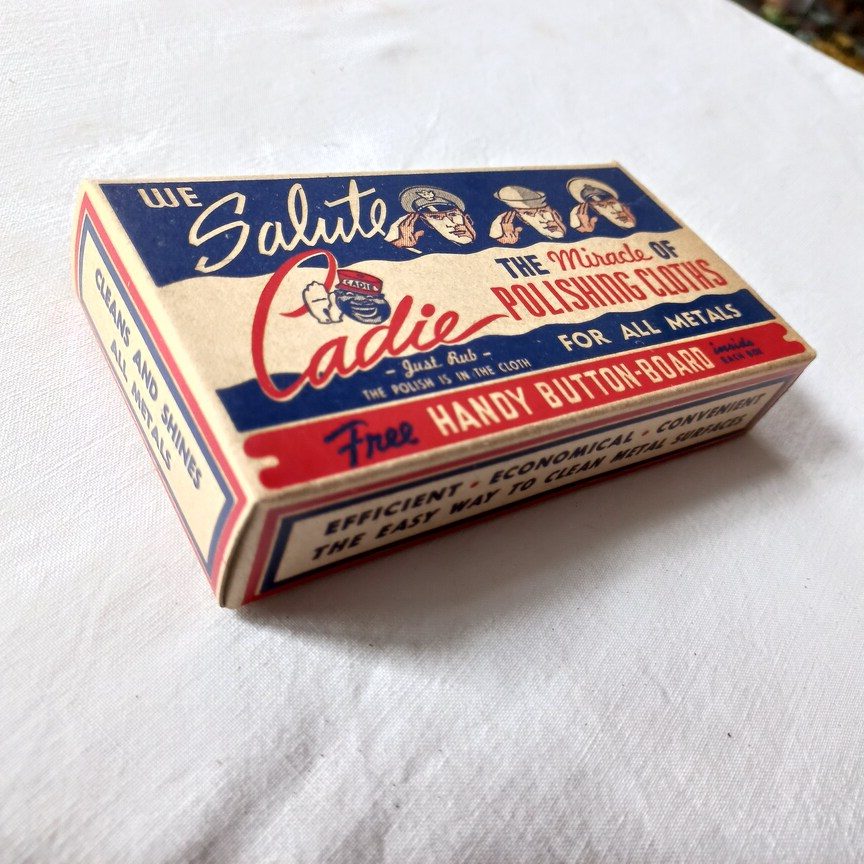 WE Salute
CADIE
Cadie
THE Miracle OF
POLISHING CLOTHS
FOR ALL METALS
- Just Rub -
THE POLISH IS IN THE CLOTH
Free HANDY BUTTON-BOARD inside
EACH BOX
CLEANS AND SHINES
ALL METALS
EFFICIENT • ECONOMICAL • CONVENIENT
THE EASY WAY TO CLEAN METAL SURFACES